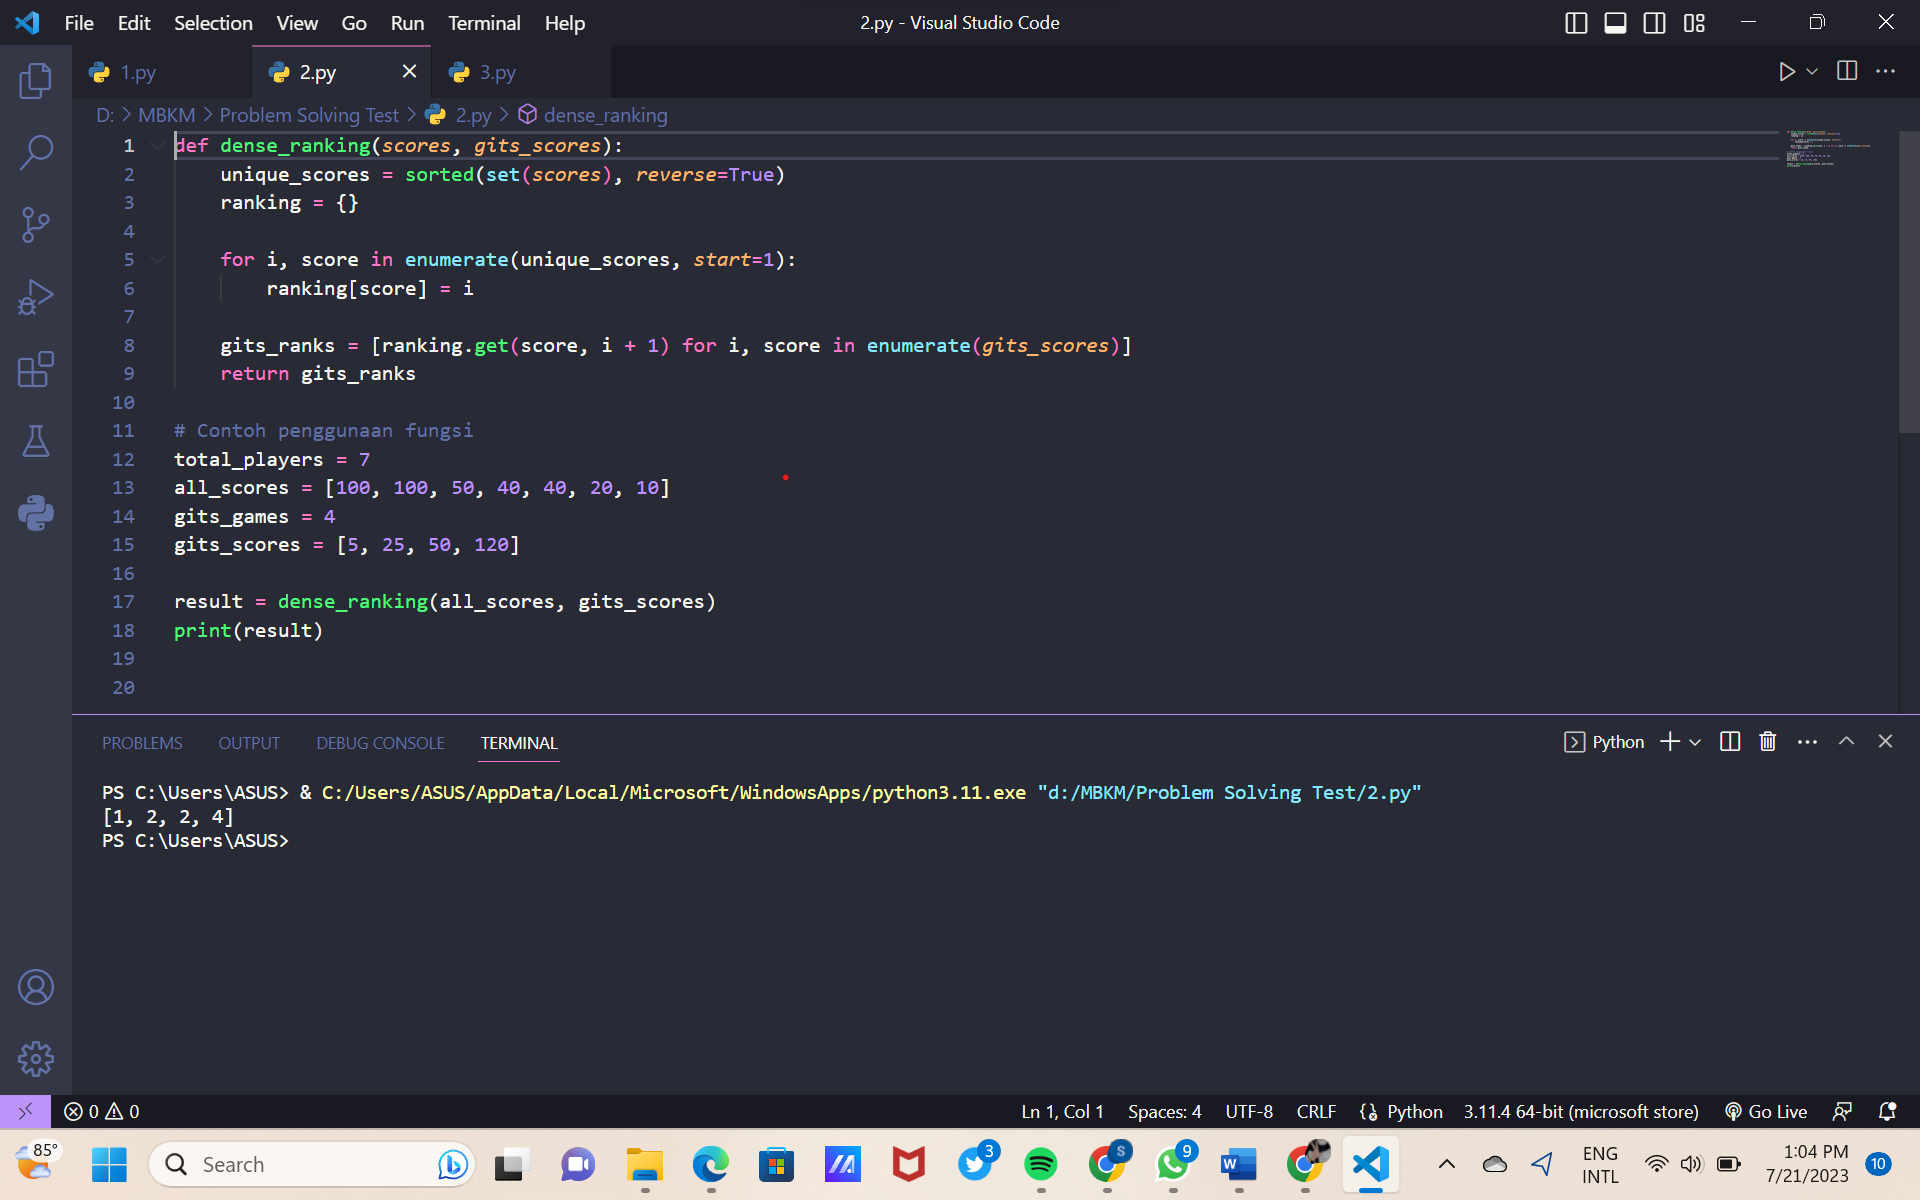 File Edit Selection View Go Run Terminal Help 2.py - Visual Studio Code
1.py 2.py 3.py
D: > MBKM > Problem Solving Test > 2.py > dense_ranking
1 def dense_ranking(scores, gits_scores):
2 unique_scores = sorted(set(scores), reverse=True)
3 ranking = {}
4
5 for i, score in enumerate(unique_scores, start=1):
6 ranking[score] = i
7
8 gits_ranks = [ranking.get(score, i + 1) for i, score in enumerate(gits_scores)]
9 return gits_ranks
10
11 # Contoh penggunaan fungsi
12 total_players = 7
13 all_scores = [100, 100, 50, 40, 40, 20, 10]
14 gits_games = 4
15 gits_scores = [5, 25, 50, 120]
16
17 result = dense_ranking(all_scores, gits_scores)
18 print(result)
19
20
PROBLEMS OUTPUT DEBUG CONSOLE TERMINAL Python
PS C:\Users\ASUS> & C:/Users/ASUS/AppData/Local/Microsoft/WindowsApps/python3.11.exe "d:/MBKM/Problem Solving Test/2.py"
[1, 2, 2, 4]
PS C:\Users\ASUS>
0 0 Ln 1, Col 1 Spaces: 4 UTF-8 CRLF Python 3.11.4 64-bit (microsoft store) Go Live
85° Search 3 S 9 ENG INTL 1:04 PM 7/21/2023 10